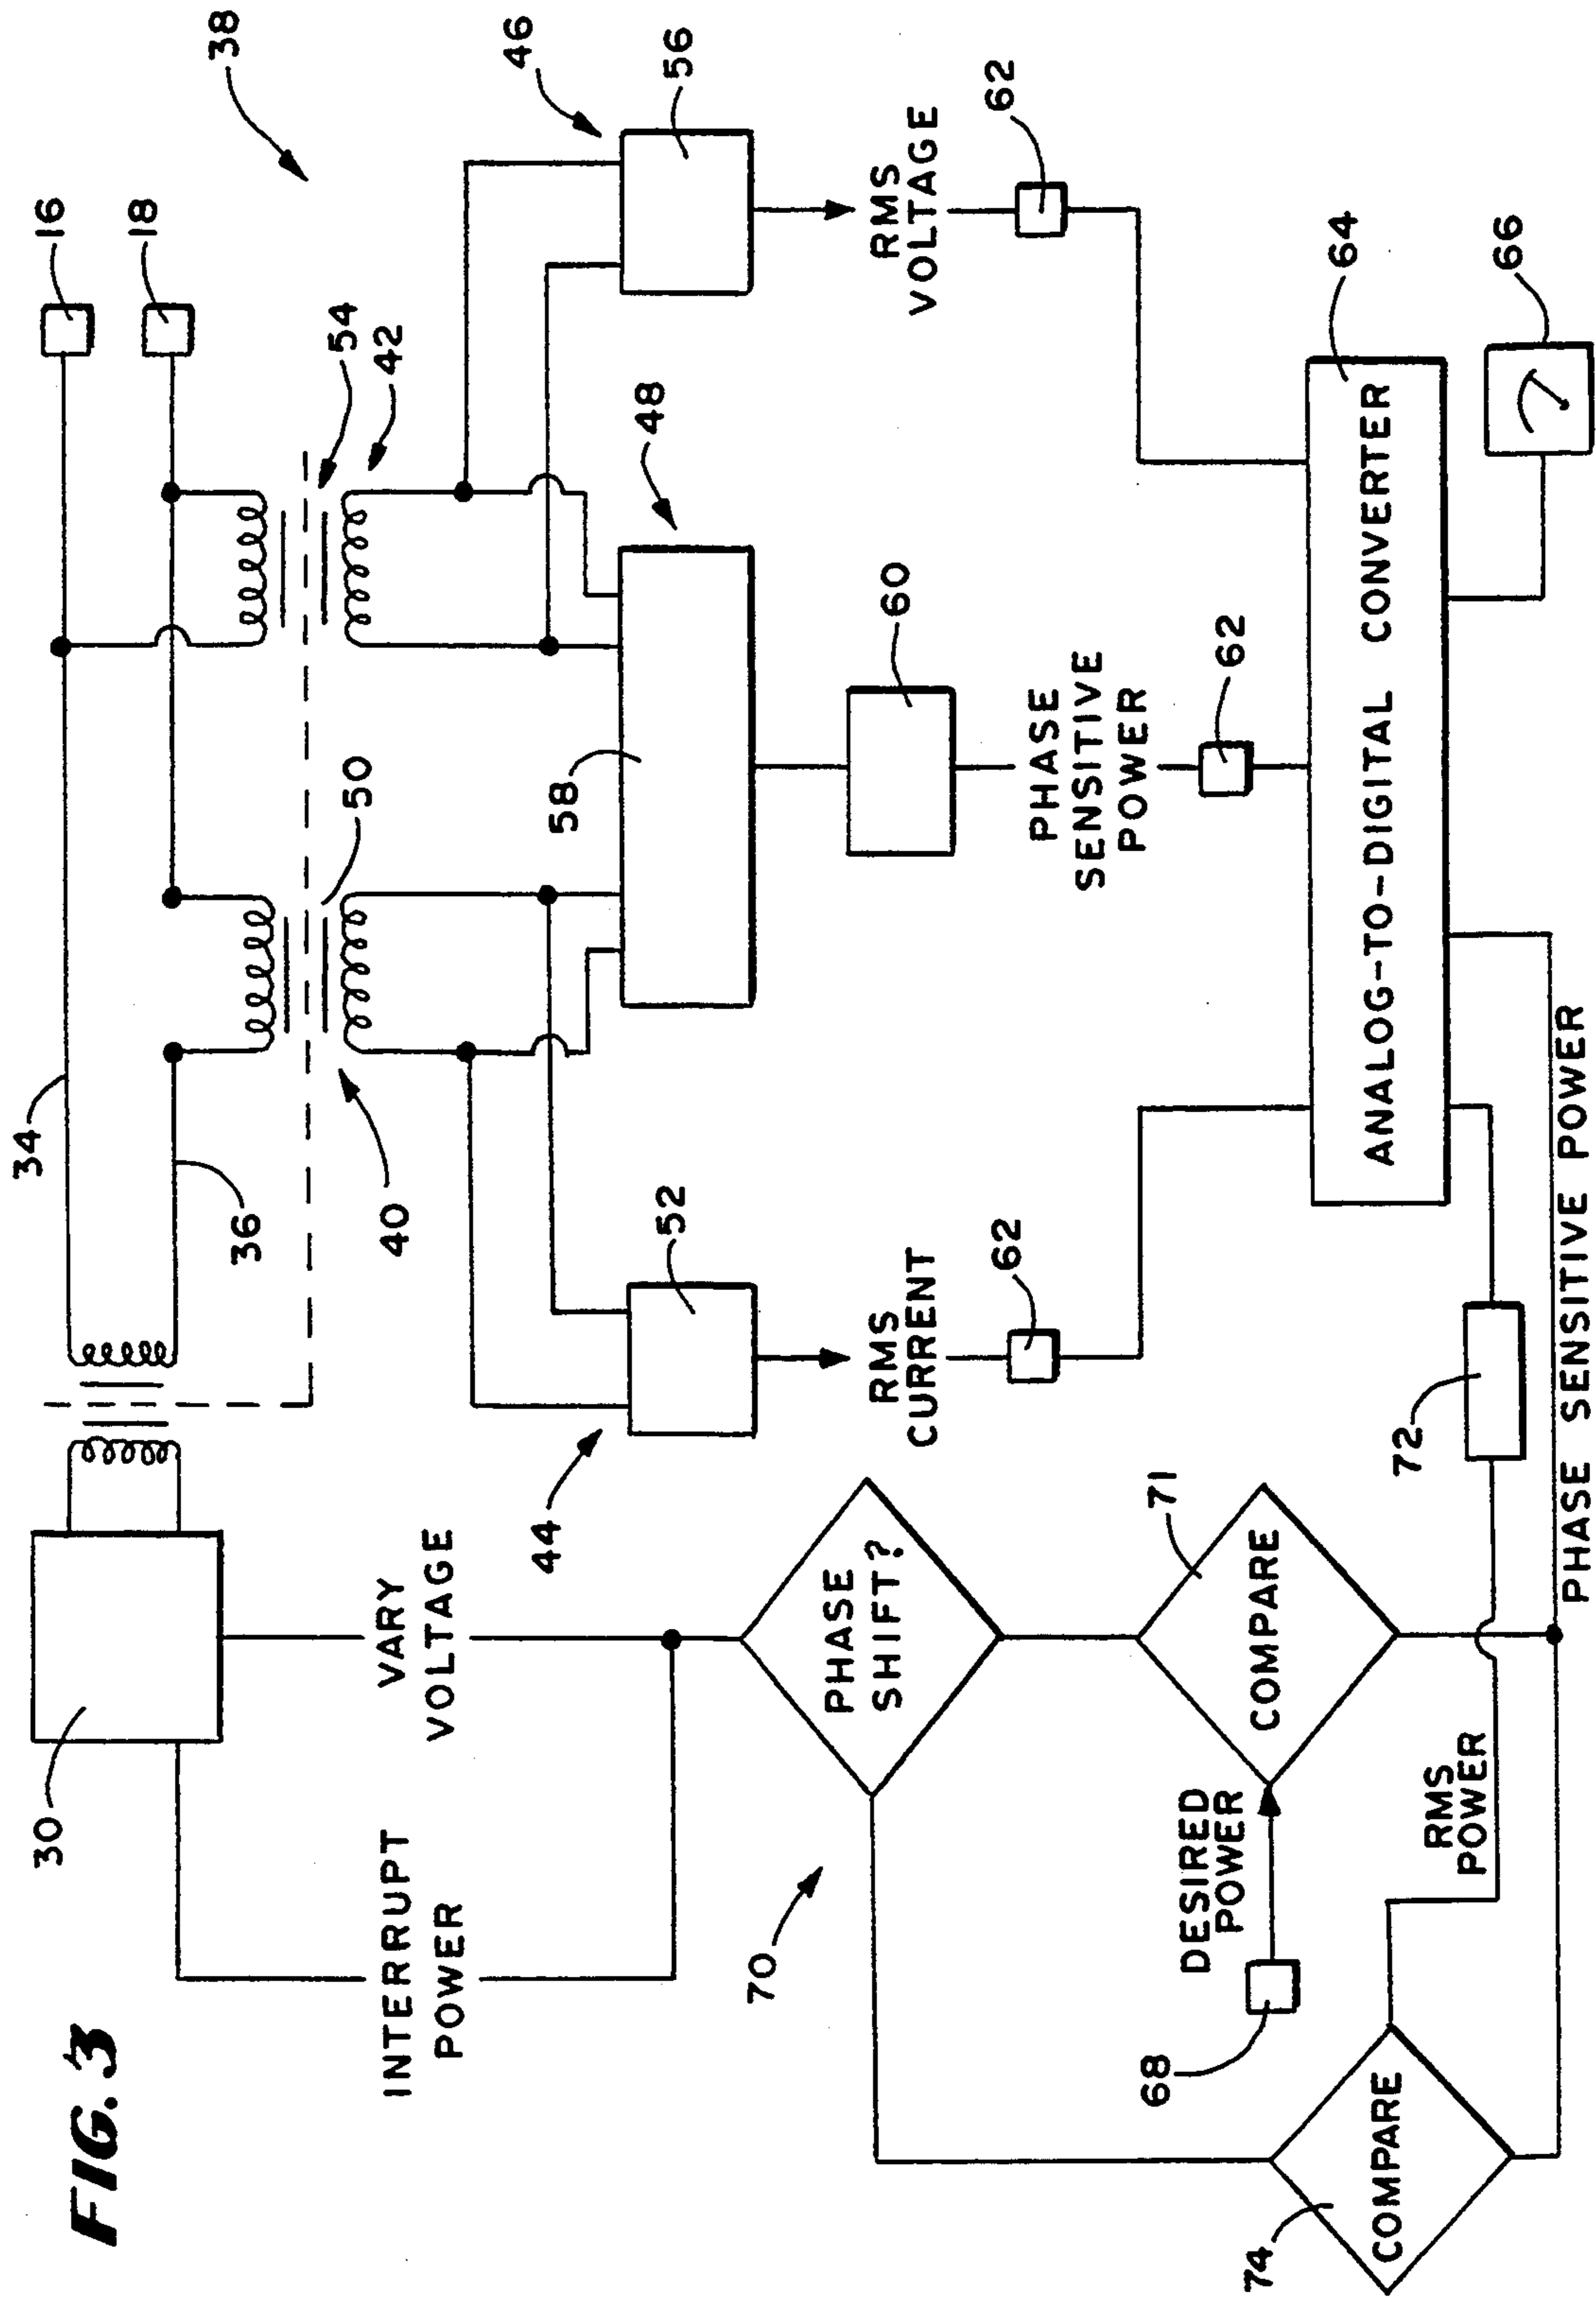 FIG. 3
30
34
36
16
18
38
54
42
50
40
46
56
48
58
52
44
60
RMS
VOLTAGE
62
PHASE
SENSITIVE
POWER
62
RMS
CURRENT
62
VARY
VOLTAGE
INTERRUPT
POWER
PHASE
SHIFT?
70
71
COMPARE
DESIRED
POWER
68
64
ANALOG-TO-DIGITAL CONVERTER
66
72
RMS
POWER
74
COMPARE
PHASE SENSITIVE POWER